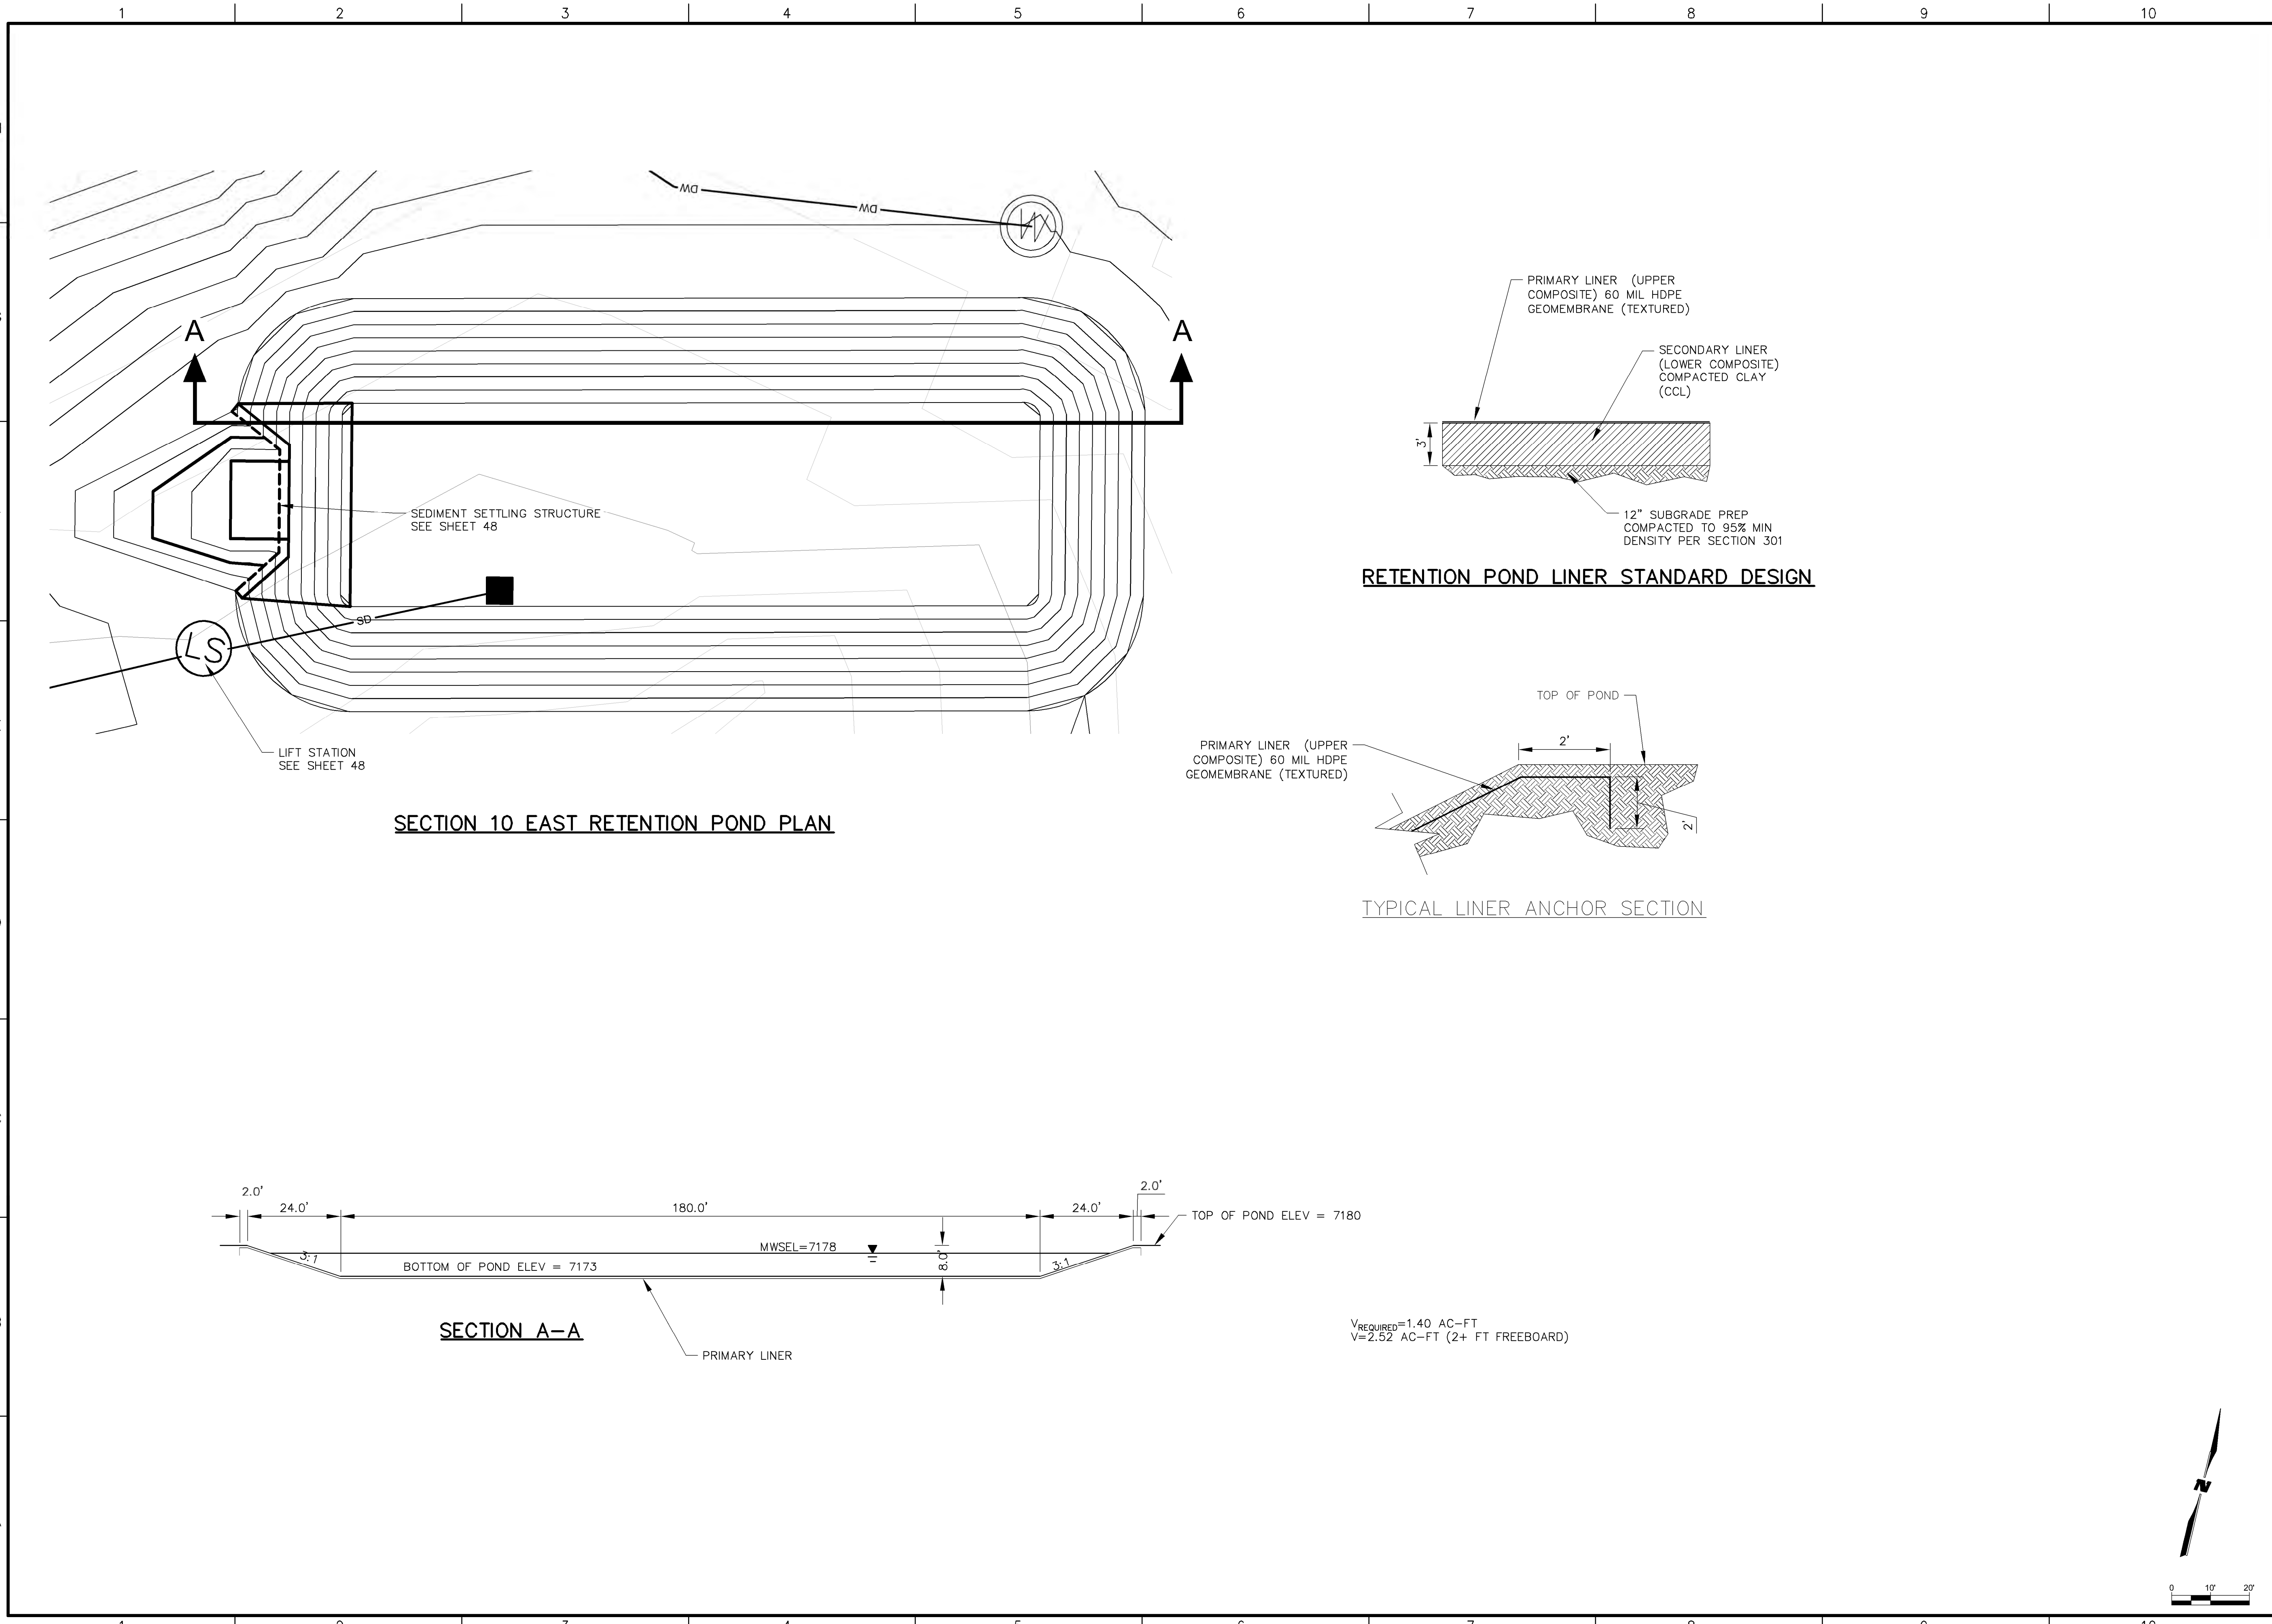 1 2 3 4 5 6 7 8 9 10
DW
DW
A
A
SEDIMENT SETTLING STRUCTURE
SEE SHEET 48
SD
LS
LIFT STATION
SEE SHEET 48
SECTION 10 EAST RETENTION POND PLAN
PRIMARY LINER (UPPER
COMPOSITE) 60 MIL HDPE
GEOMEMBRANE (TEXTURED)
SECONDARY LINER
(LOWER COMPOSITE)
COMPACTED CLAY
(CCL)
3'
12" SUBGRADE PREP
COMPACTED TO 95% MIN
DENSITY PER SECTION 301
RETENTION POND LINER STANDARD DESIGN
TOP OF POND
2'
PRIMARY LINER (UPPER
COMPOSITE) 60 MIL HDPE
GEOMEMBRANE (TEXTURED)
2'
TYPICAL LINER ANCHOR SECTION
2.0'
24.0'
180.0'
24.0'
2.0'
TOP OF POND ELEV = 7180
MWSEL=7178
3:1
BOTTOM OF POND ELEV = 7173
8.0'
3:1
SECTION A-A
PRIMARY LINER
VREQUIRED=1.40 AC-FT
V=2.52 AC-FT (2+ FT FREEBOARD)
N
0 10' 20'